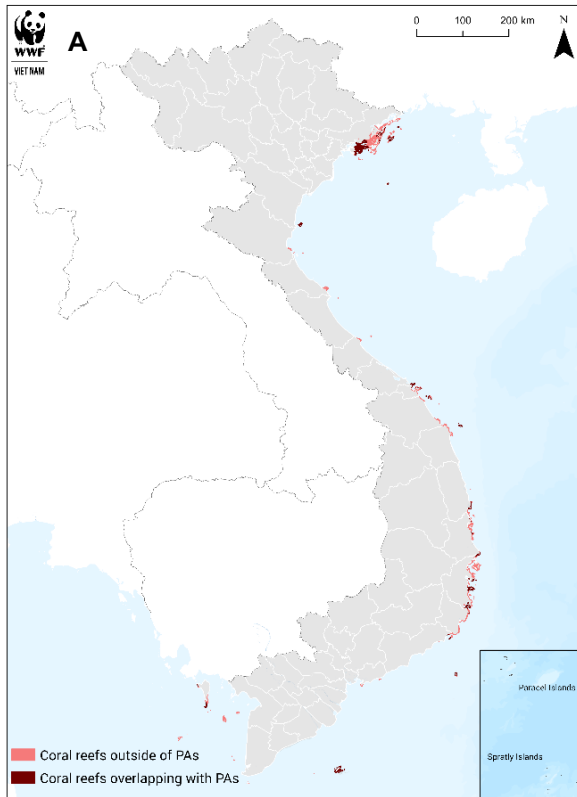 WWF
VIET NAM
A
0 100 200 km
N
Paracel Islands
Spratly Islands
Coral reefs outside of PAs
Coral reefs overlapping with PAs